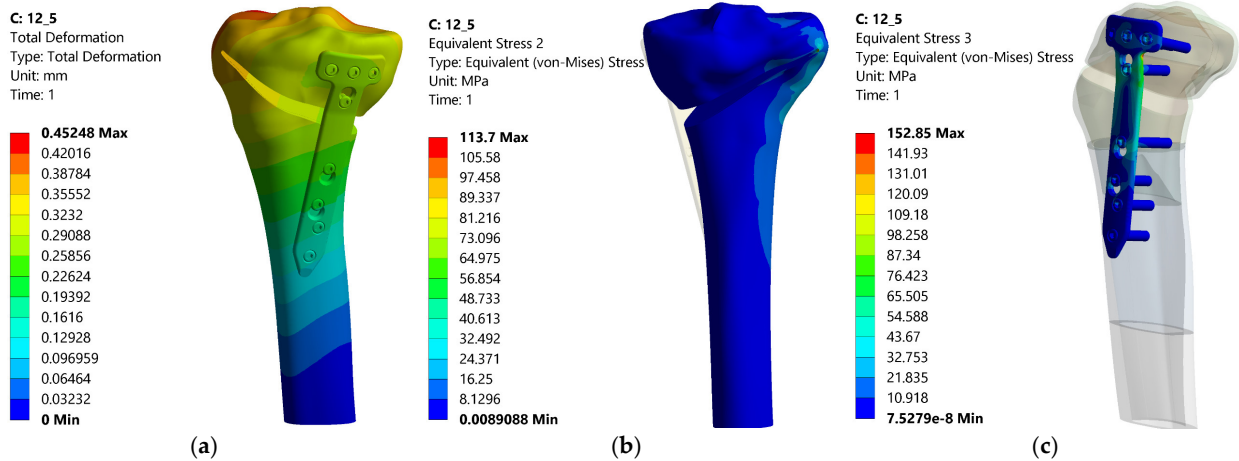 C: 12_5
Total Deformation
Type: Total Deformation
Unit: mm
Time: 1
0.45248 Max
0.42016
0.38784
0.35552
0.3232
0.29088
0.25856
0.22624
0.19392
0.1616
0.12928
0.096959
0.06464
0.03232
0 Min
(a)
C: 12_5
Equivalent Stress 2
Type: Equivalent (von-Mises) Stress
Unit: MPa
Time: 1
113.7 Max
105.58
97.458
89.337
81.216
73.096
64.975
56.854
48.733
40.613
32.492
24.371
16.25
8.1296
0.0089088 Min
(b)
C: 12_5
Equivalent Stress 3
Type: Equivalent (von-Mises) Stress
Unit: MPa
Time: 1
152.85 Max
141.93
131.01
120.09
109.18
98.258
87.34
76.423
65.505
54.588
43.67
32.753
21.835
10.918
7.5279e-8 Min
(c)